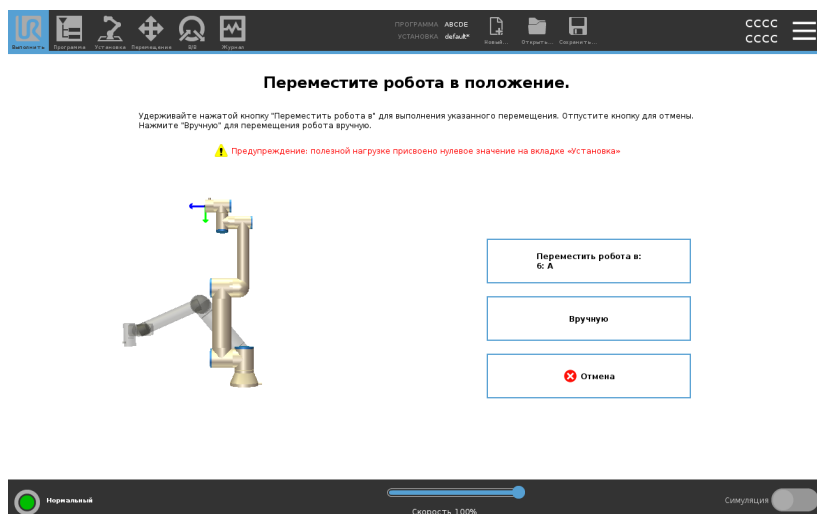 ПРОГРАММА ABCDE
УСТАНОВКА default*
CCCC
CCCC
Выполнить Программа Установка Перемещение В/В Журнал
Новый... Открыть... Сохранить...
Переместите робота в положение.
Удерживайте нажатой кнопку "Переместить робота в" для выполнения указанного перемещения. Отпустите кнопку для отмены.
Нажмите "Вручную" для перемещения робота вручную.
Предупреждение: полезной нагрузке присвоено нулевое значение на вкладке «Установка»
Переместить робота в:
6: A
Вручную
Отмена
Нормальный
Скорость 100%
Симуляция